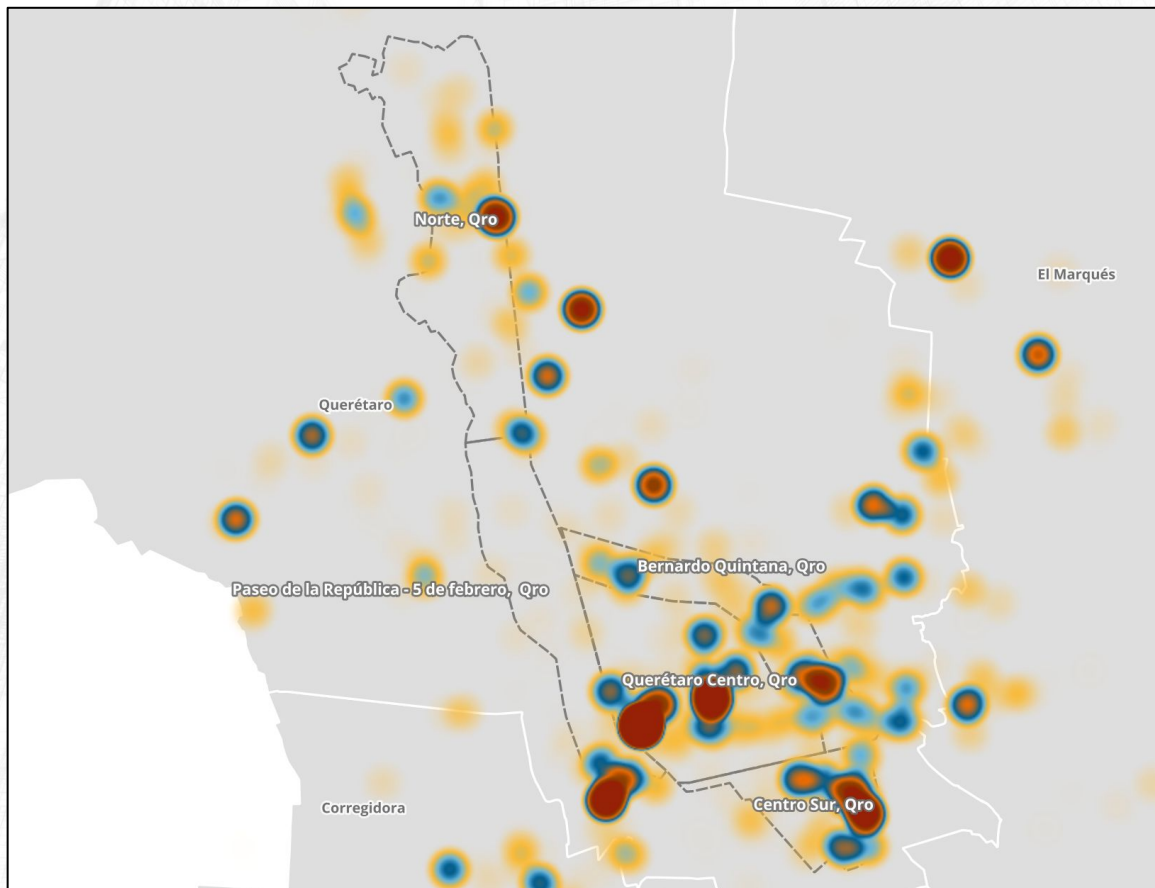 Norte, Qro
El Marqués
Querétaro
Bernardo Quintana, Qro
Paseo de la República - 5 de febrero, Qro
Querétaro Centro, Qro
Corregidora
Centro Sur, Qro